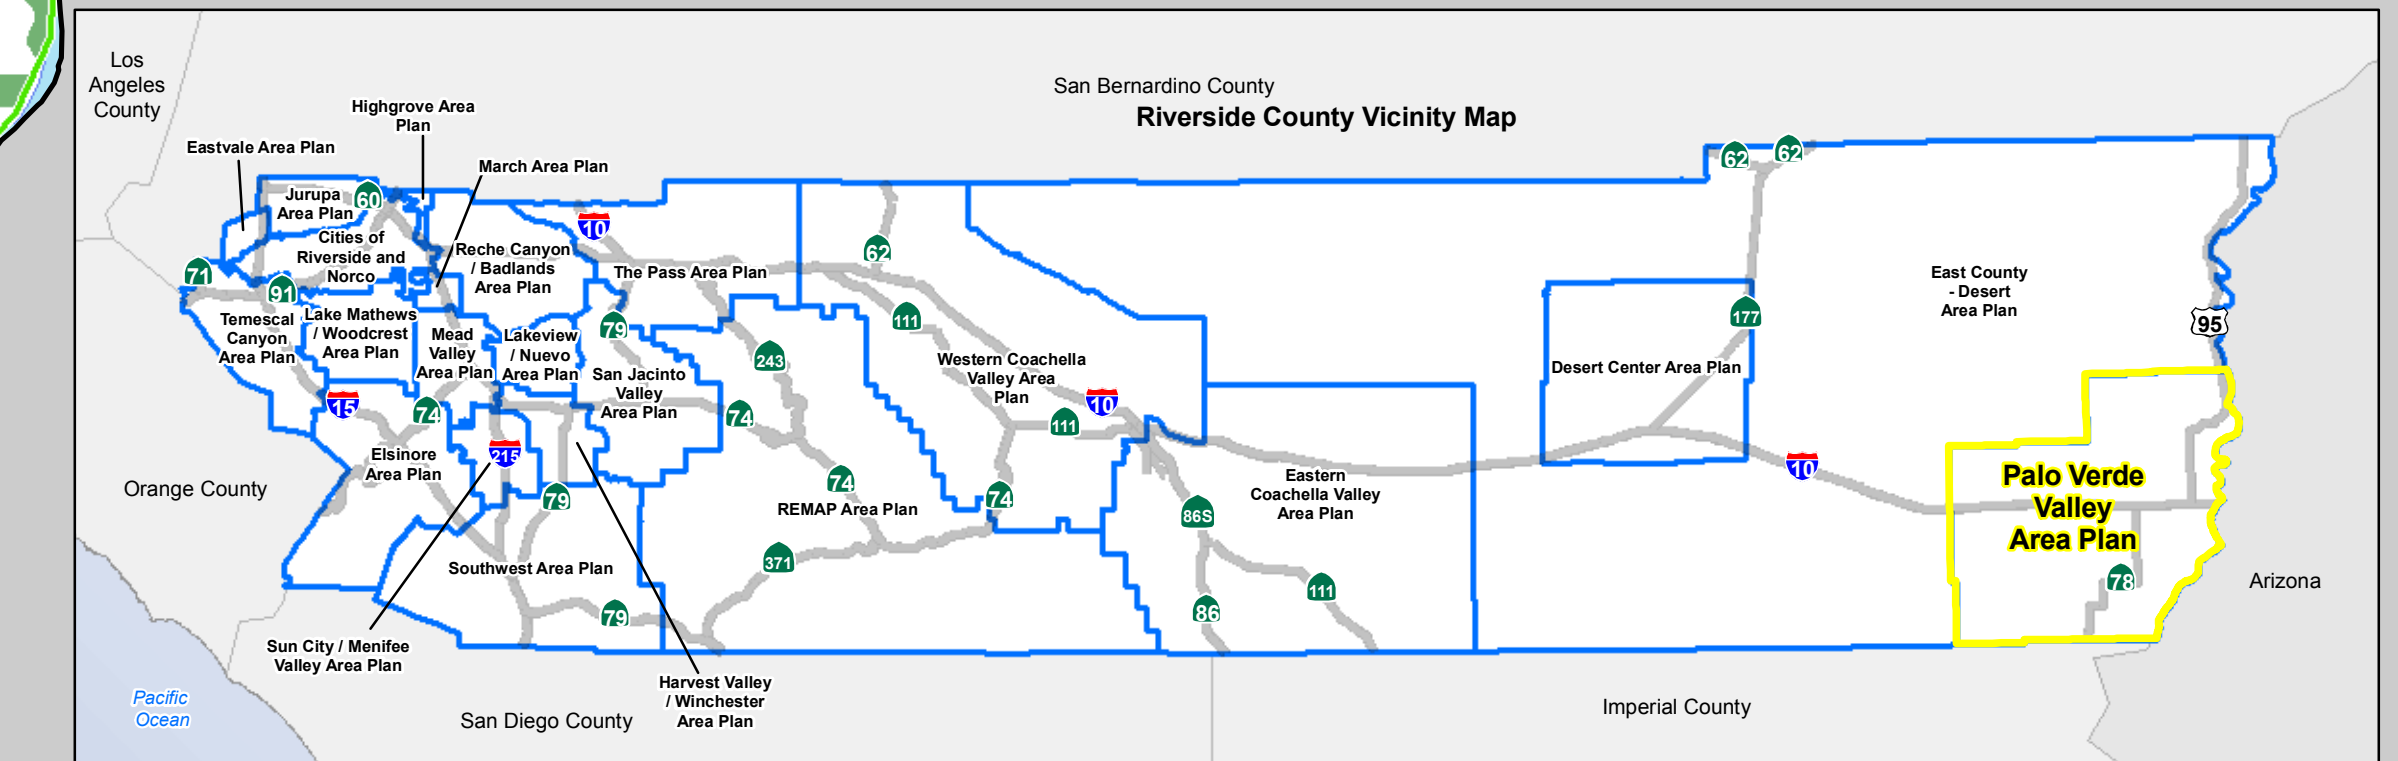 Los
Angeles
County
San Bernardino County
Riverside County Vicinity Map
Highgrove Area
Plan
Eastvale Area Plan
March Area Plan
62
62
Jurupa
Area Plan
60
10
Cities of
Riverside and
Norco
Reche Canyon
/ Badlands
Area Plan
62
The Pass Area Plan
71
91
East County
- Desert
Area Plan
Temescal
Canyon
Area Plan
Lake Mathews
/ Woodcrest
Area Plan
Mead
Valley
Area Plan
Lakeview
/ Nuevo
Area Plan
79
111
177
95
243
San Jacinto
Valley
Area Plan
Western Coachella
Valley Area
Plan
Desert Center Area Plan
15
74
74
10
111
Elsinore
Area Plan
215
10
Orange County
79
74
REMAP Area Plan
74
Eastern
Coachella Valley
Area Plan
86S
Palo Verde
Valley
Area Plan
371
Southwest Area Plan
111
78
Arizona
79
86
Sun City / Menifee
Valley Area Plan
Harvest Valley
/ Winchester
Area Plan
Pacific
Ocean
San Diego County
Imperial County